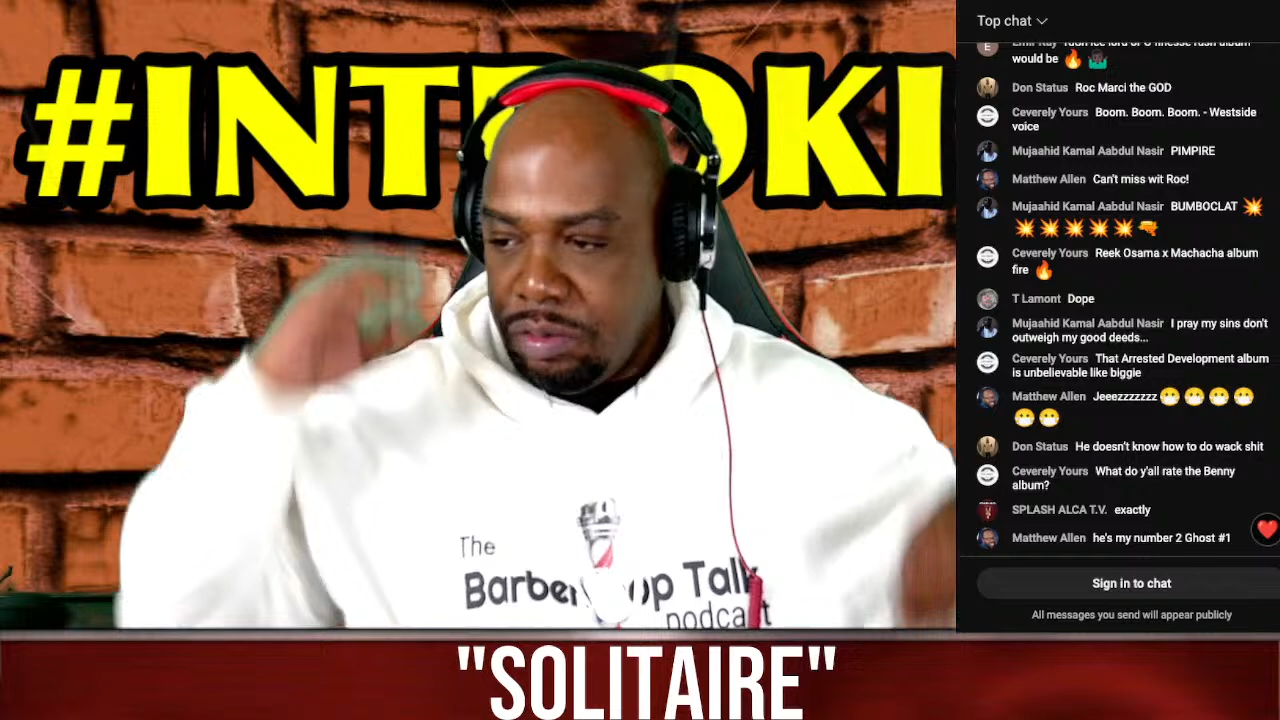 #INT OKI
The
Barber op Talk
podcast
"SOLITAIRE"
Top chat
would be 🔥
Don Status Roc Marci the GOD
Ceverely Yours Boom. Boom. Boom. - Westside
voice
Mujaahid Kamal Aabdul Nasir PIMPIRE
Matthew Allen Can't miss wit Roc!
Mujaahid Kamal Aabdul Nasir BUMBOCLAT 💥
💥💥💥💥💥🔫
Ceverely Yours Reek Osama x Machacha album
fire 🔥
T Lamont Dope
Mujaahid Kamal Aabdul Nasir I pray my sins don't
outweigh my good deeds...
Ceverely Yours That Arrested Development album
is unbelievable like biggie
Matthew Allen Jeeezzzzzzz 😷😷😷😷
😷😷
Don Status He doesn't know how to do wack shit
Ceverely Yours What do y'all rate the Benny
album?
SPLASH ALCA T.V. exactly
Matthew Allen he's my number 2 Ghost #1
Sign in to chat
All messages you send will appear publicly